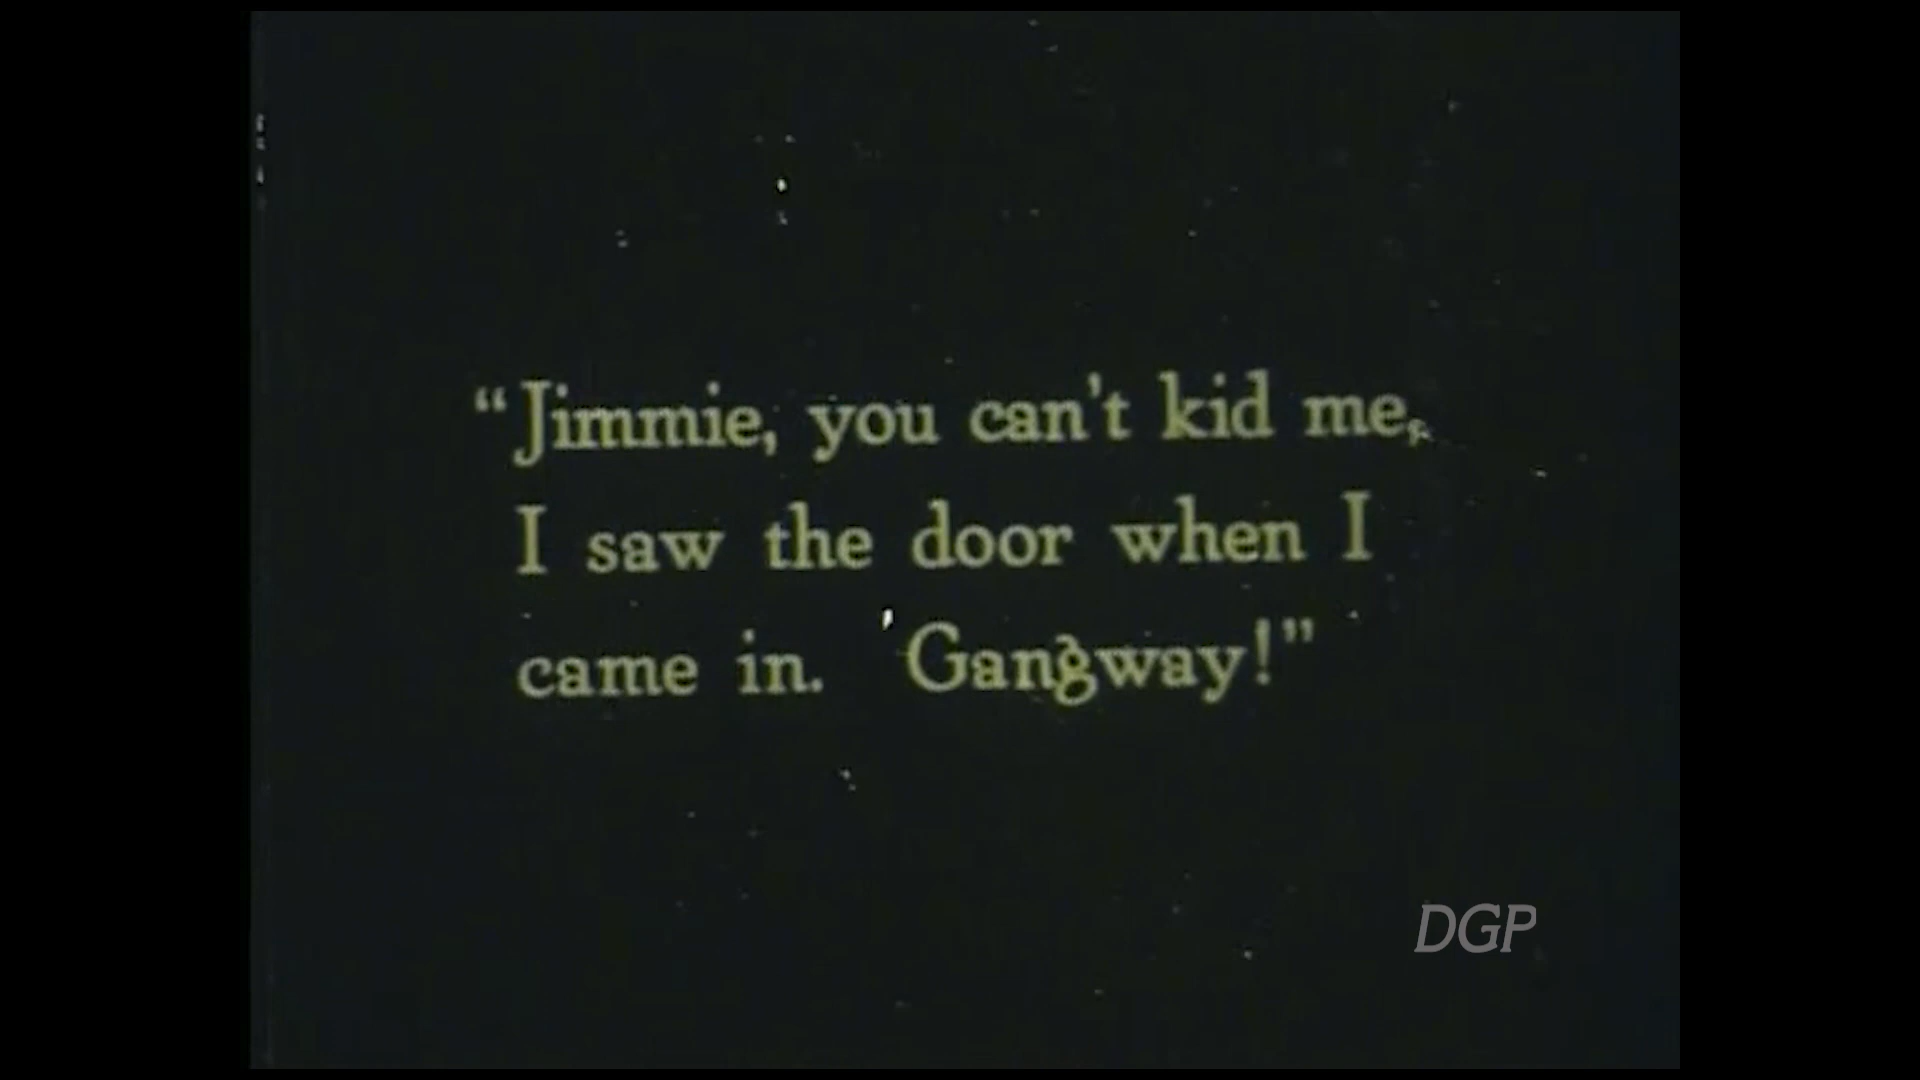 “Jimmie, you can't kid me,
I saw the door when I
came in. Gangway!”
DGP